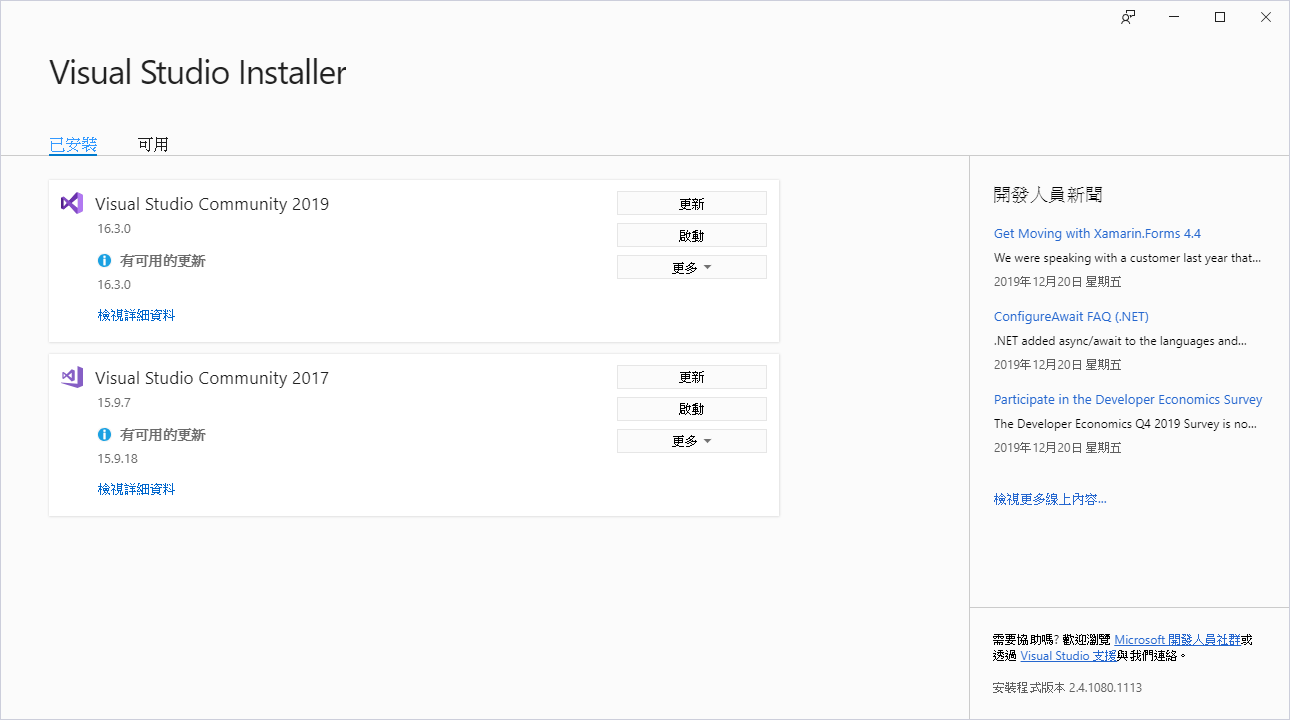 Visual Studio Installer
已安裝 可用
Visual Studio Community 2019
16.3.0
有可用的更新
16.3.0
檢視詳細資料
更新
啟動
更多
Visual Studio Community 2017
15.9.7
有可用的更新
15.9.18
檢視詳細資料
更新
啟動
更多
開發人員新聞
Get Moving with Xamarin.Forms 4.4
We were speaking with a customer last year that...
2019年12月20日 星期五
ConfigureAwait FAQ (.NET)
.NET added async/await to the languages and...
2019年12月20日 星期五
Participate in the Developer Economics Survey
The Developer Economics Q4 2019 Survey is no...
2019年12月20日 星期五
檢視更多線上內容...
需要協助嗎? 歡迎瀏覽 Microsoft 開發人員社群或
透過 Visual Studio 支援與我們連絡。
安裝程式版本 2.4.1080.1113